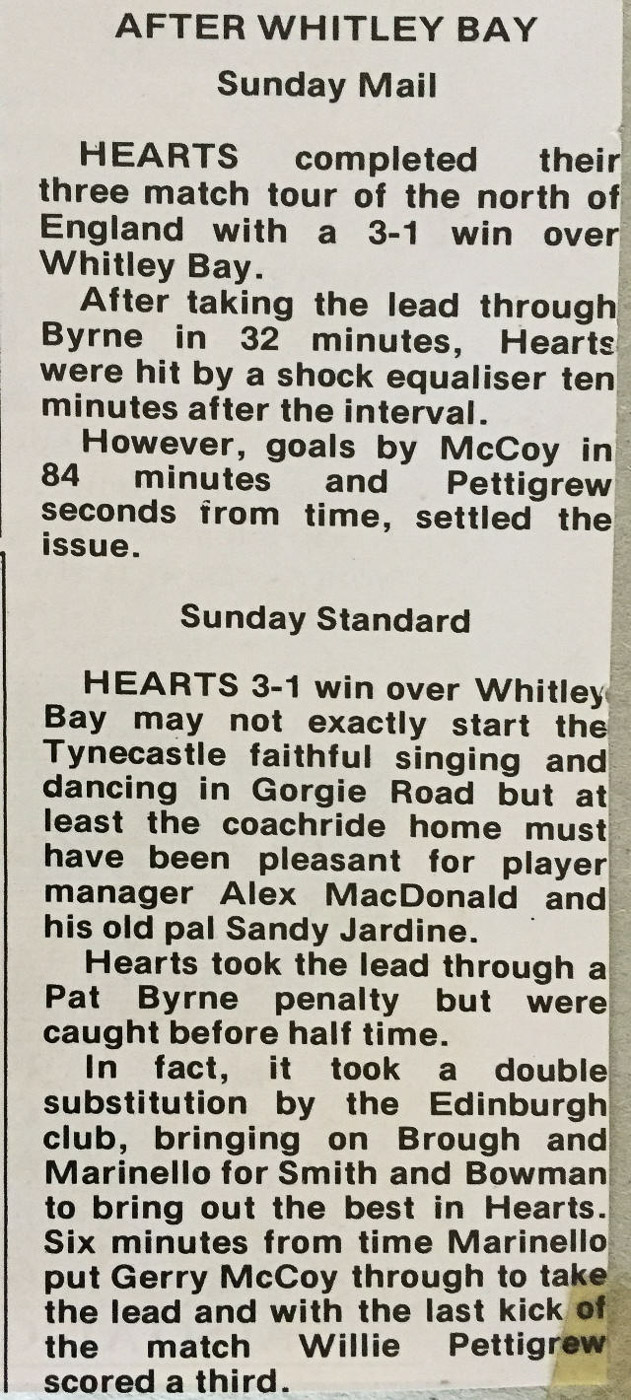 AFTER WHITLEY BAY
Sunday Mail
HEARTS completed their
three match tour of the north of
England with a 3-1 win over
Whitley Bay.
After taking the lead through
Byrne in 32 minutes, Hearts
were hit by a shock equaliser ten
minutes after the interval.
However, goals by McCoy in
84 minutes and Pettigrew
seconds from time, settled the
issue.
Sunday Standard
HEARTS 3-1 win over Whitley
Bay may not exactly start the
Tynecastle faithful singing and
dancing in Gorgie Road but at
least the coachride home must
have been pleasant for player
manager Alex MacDonald and
his old pal Sandy Jardine.
Hearts took the lead through a
Pat Byrne penalty but were
caught before half time.
In fact, it took a double
substitution by the Edinburgh
club, bringing on Brough and
Marinello for Smith and Bowman
to bring out the best in Hearts.
Six minutes from time Marinello
put Gerry McCoy through to take
the lead and with the last kick of
the match Willie Pettigrew
scored a third.